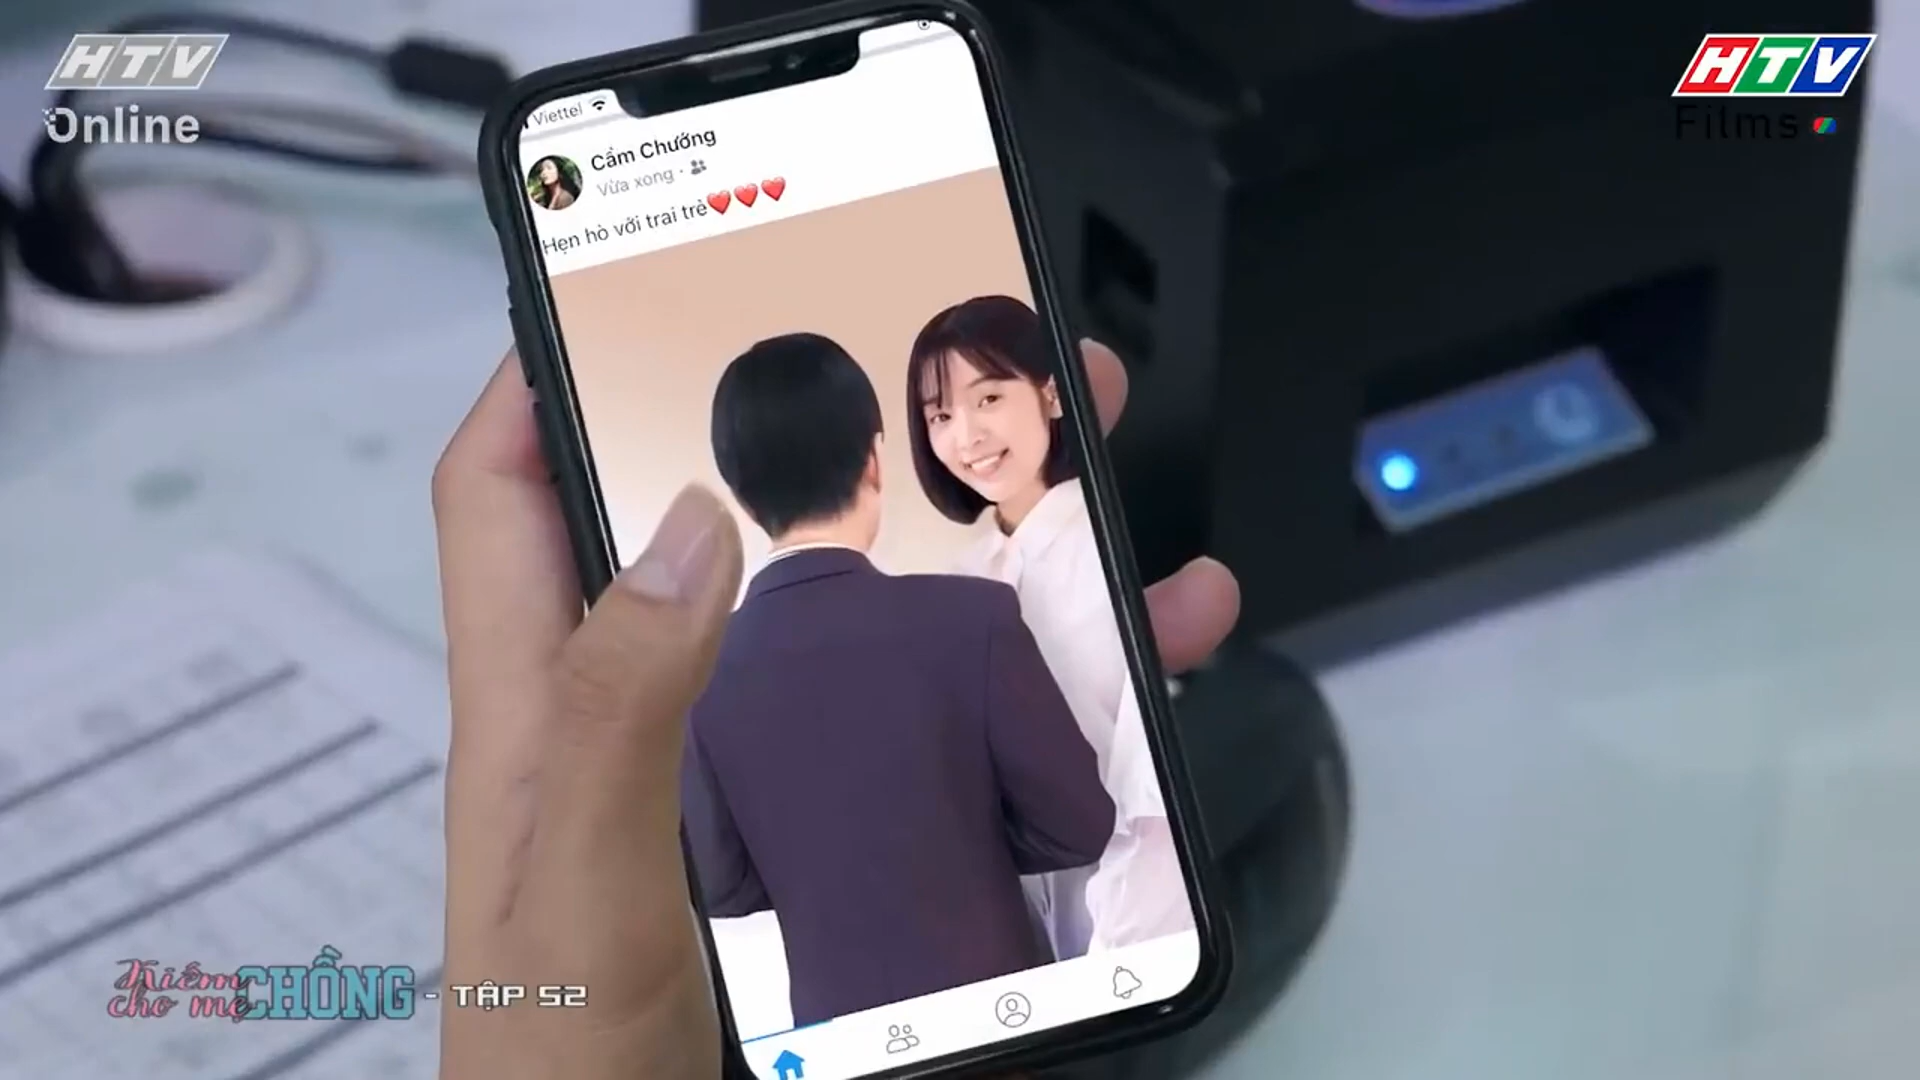 HTV
Online
HTV
Films
Viettel
Cẩm Chướng
Vừa xong
Hẹn hò với trai trẻ❤️❤️❤️
Kiếm
cho mẹ
CHỒNG
- TẬP 52